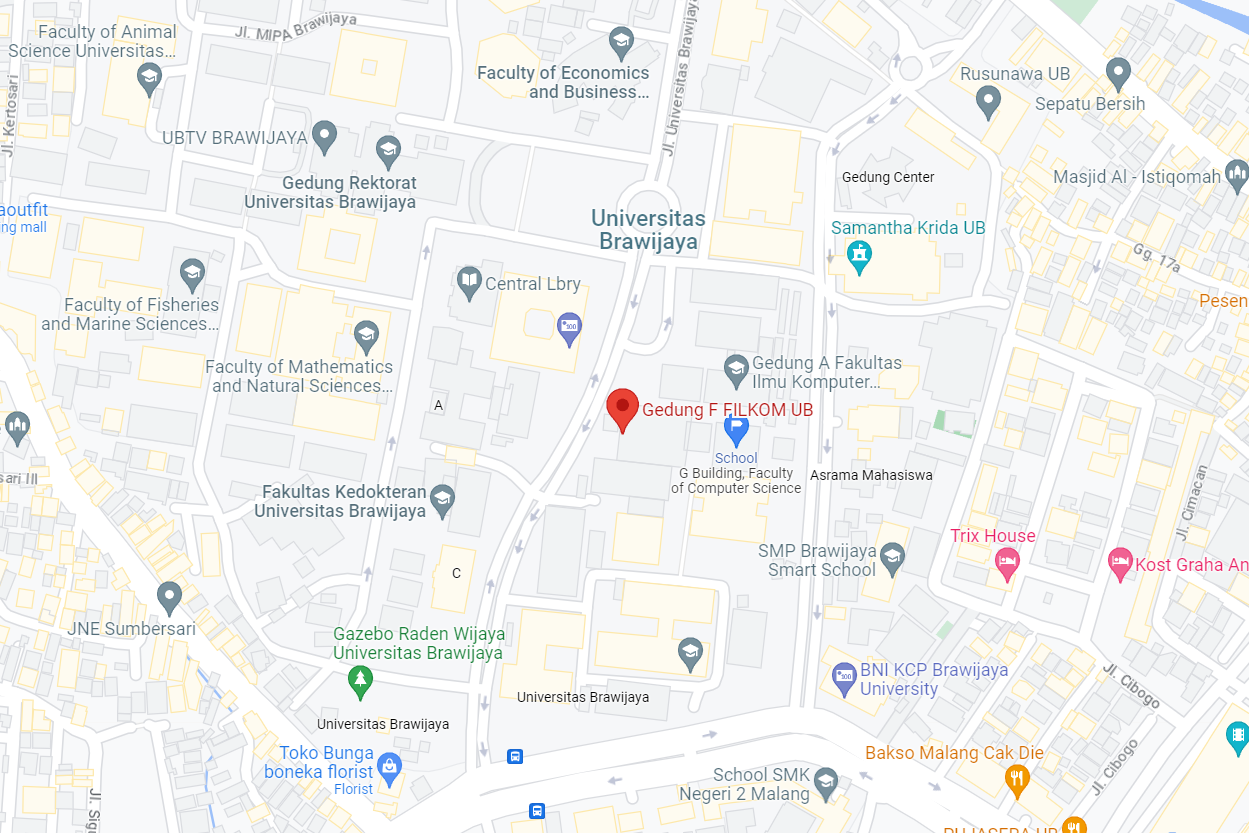 Jl. MIPA Brawijaya
Jl. Universitas Brawijaya
Faculty of Animal
Science Universitas...
Faculty of Economics
and Business...
Rusunawa UB
Sepatu Bersih
Jl. Kertosari
UBTV BRAWIJAYA
Jl. Universitas Brawijaya
Gedung Rektorat
Universitas Brawijaya
Gedung Center
Masjid Al - Istiqomah
aoutfit
ng mall
Universitas
Brawijaya
Samantha Krida UB
Gg. 17a
Central Lbry
Faculty of Fisheries
and Marine Sciences...
Pesen
Faculty of Mathematics
and Natural Sciences...
Gedung A Fakultas
Ilmu Komputer...
A
Gedung F FILKOM UB
School
G Building, Faculty
of Computer Science
Asrama Mahasiswa
sari III
Fakultas Kedokteran
Universitas Brawijaya
Jl. Cimacan
Trix House
SMP Brawijaya
Smart School
Kost Graha An
C
JNE Sumbersari
Gazebo Raden Wijaya
Universitas Brawijaya
BNI KCP Brawijaya
University
Jl. Cibogo
Universitas Brawijaya
Universitas Brawijaya
Toko Bunga
boneka florist
Florist
Bakso Malang Cak Die
Jl. Cibogo
School SMK
Negeri 2 Malang
PUJASERA UB